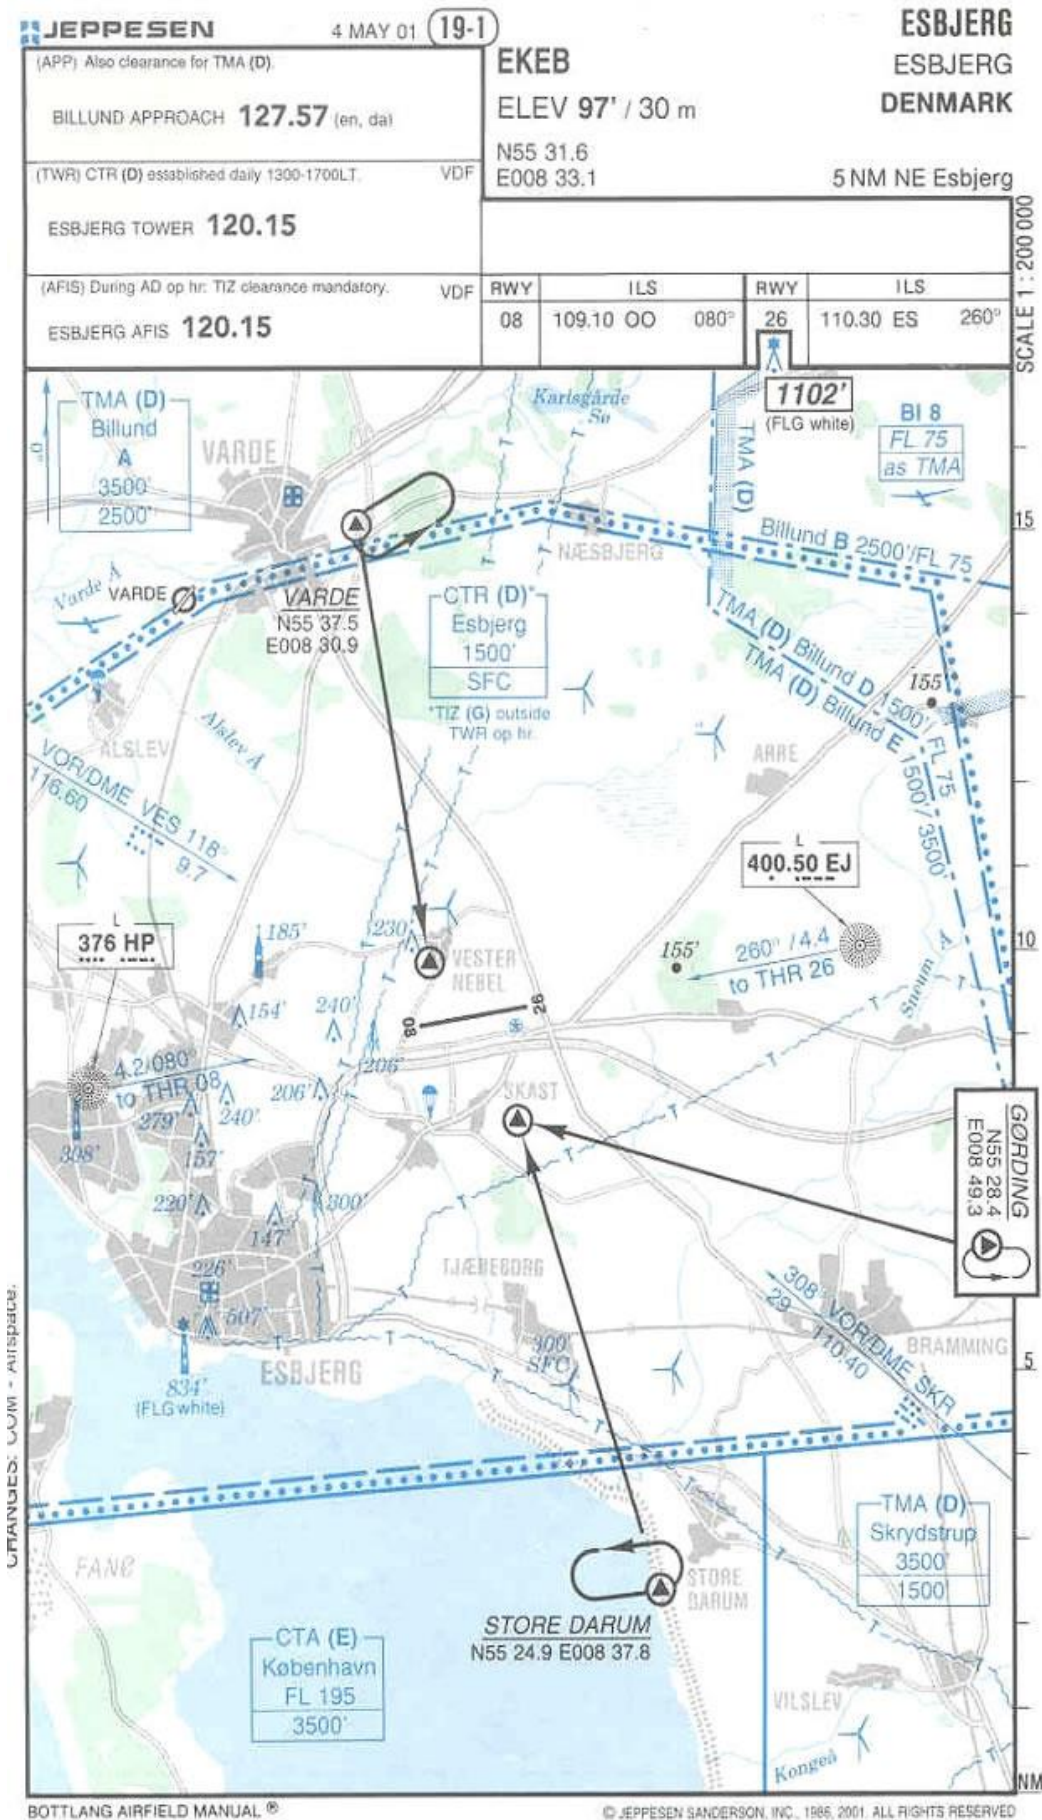 JEPPESEN
4 MAY 01
19-1
ESBJERG
EKEB
ESBJERG
ELEV 97' / 30 m
DENMARK
N55 31.6
E008 33.1
5 NM NE Esbjerg
(APP) Also clearance for TMA (D).
BILLUND APPROACH 127.57 (en, da)
(TWR) CTR (D) established daily 1300-1700LT.
VDF
ESBJERG TOWER 120.15
(AFIS) During AD op hr: TIZ clearance mandatory.
VDF
ESBJERG AFIS 120.15
RWY ILS RWY ILS
08 109.10 OO 080° 26 110.30 ES 260°
SCALE 1 : 200 000
TMA (D)
Billund
A
3500'
2500'
0°
VARDE
Karlsgårde
Sø
1102'
(FLG white)
TMA (D)
BI 8
FL 75
as TMA
15
NÆSBJERG
Billund B 2500'/FL 75
Varde Å
VARDE
VARDE
N55 37.5
E008 30.9
CTR (D)*
Esbjerg
1500'
SFC
*TIZ (G) outside
TWR op hr.
TMA (D) Billund D 1500' FL 75
TMA (D) Billund E 1500'/3500'
155'
ALSLEV
Alslev Å
ÅRRE
VOR/DME VES 118°
116.60
9.7
L
400.50 EJ
L
376 HP
185'
230'
VESTER
NEBEL
155'
260° / 4.4
to THR 26
Sneum Å
10
154'
240'
08
26
206'
4.2/080°
to THR 08
206'
SKAST
279'
240'
308'
157'
GØRDING
N55 28.4
E008 49.3
220'
300'
147'
226'
TJÆREBORG
308° VOR/DME SKR
29
110.40
507'
ESBJERG
300'
SFC
BRAMMING
5
834'
(FLG white)
TMA (D)
Skrydstrup
3500'
1500'
FANØ
STORE
DARUM
STORE DARUM
N55 24.9 E008 37.8
CTA (E)
København
FL 195
3500'
VILSLEV
Kongeå
NM
CHANGES: COM - Airspace.
BOTTLANG AIRFIELD MANUAL ®
© JEPPESEN SANDERSON, INC., 1986, 2001. ALL RIGHTS RESERVED
T T T T T T T T T T T T